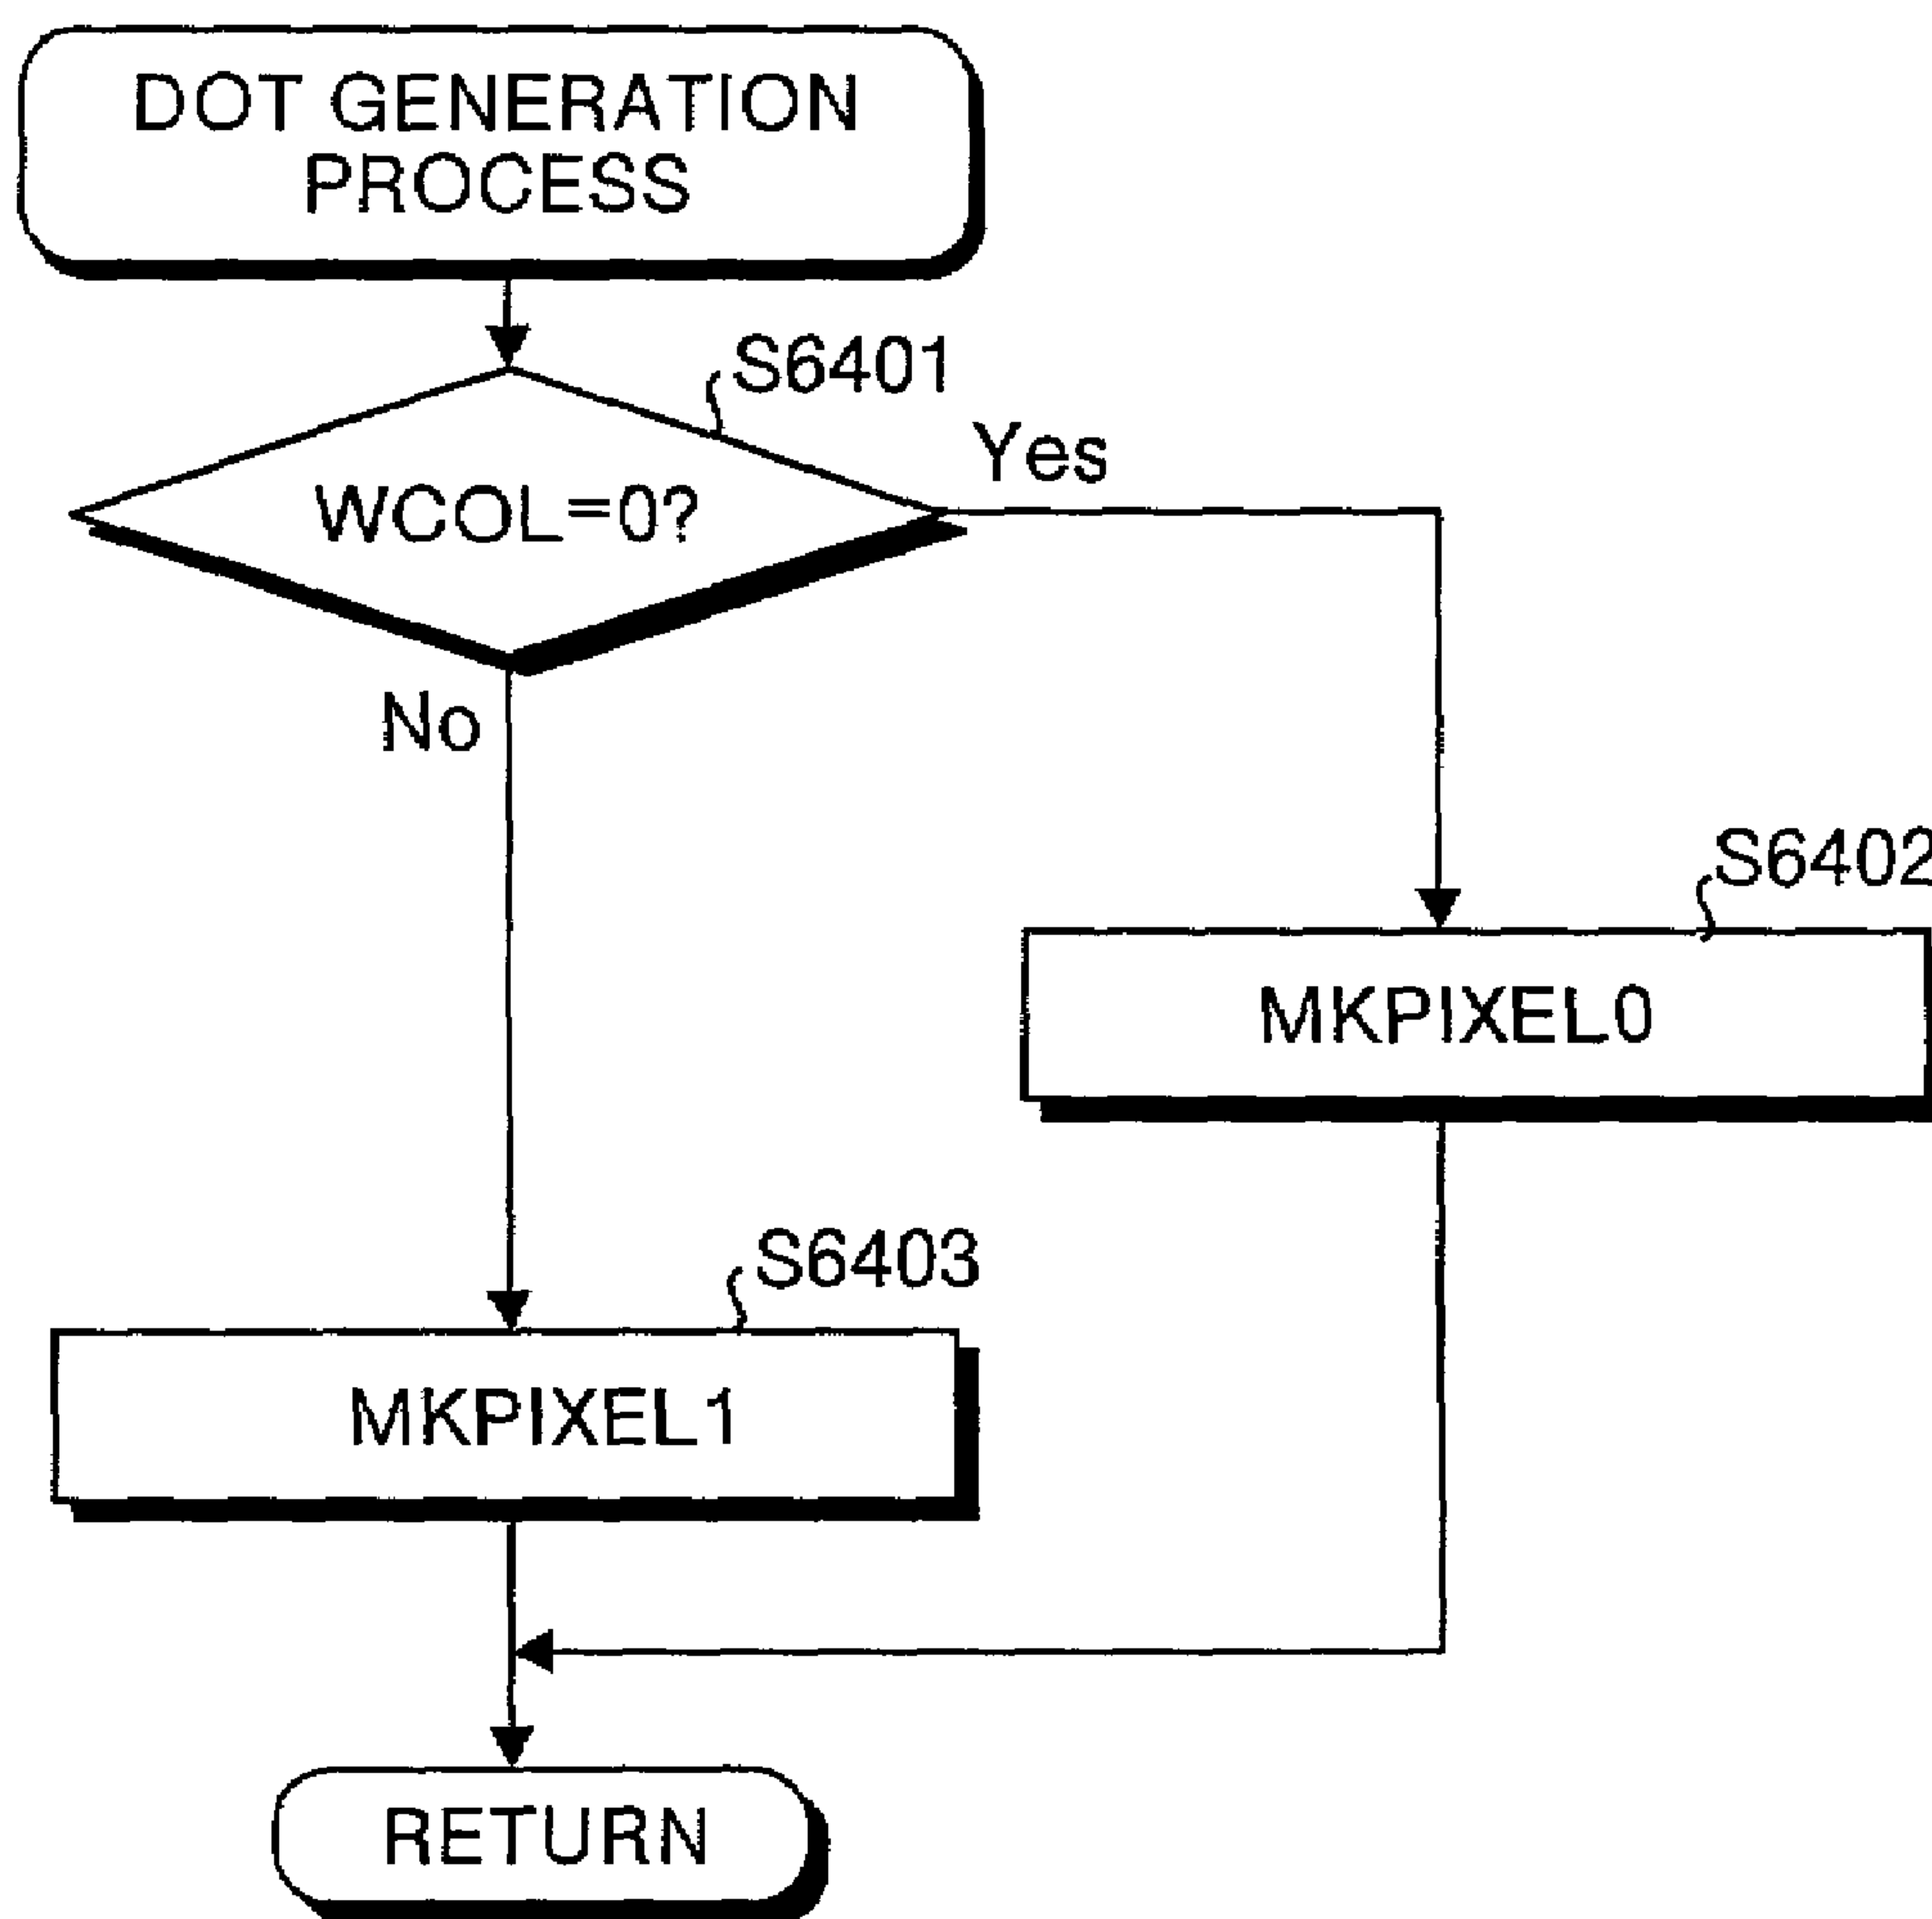 DOT GENERATION
PROCESS
S6401
Yes
WCOL=0?
No
S6402
MKPIXEL0
S6403
MKPIXEL1
RETURN